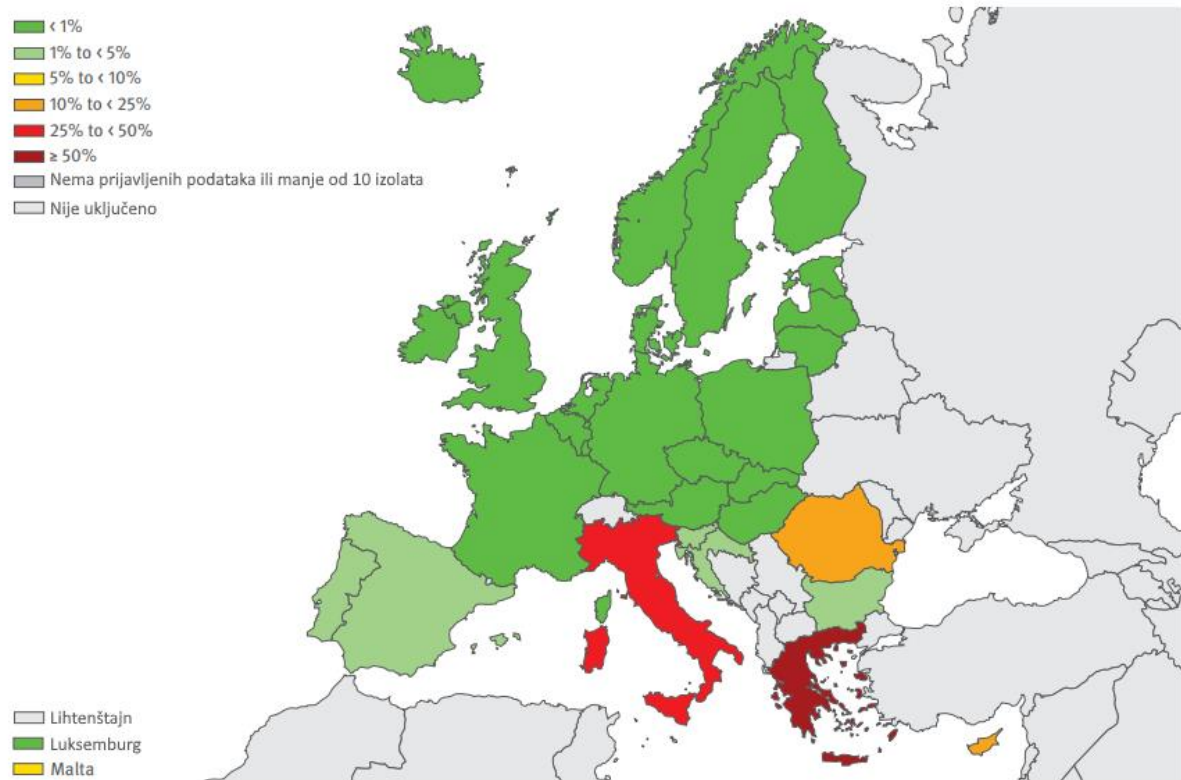 < 1%
1% to < 5%
5% to < 10%
10% to < 25%
25% to < 50%
≥ 50%
Nema prijavljenih podataka ili manje od 10 izolata
Nije uključeno
Lihtenštajn
Luksemburg
Malta